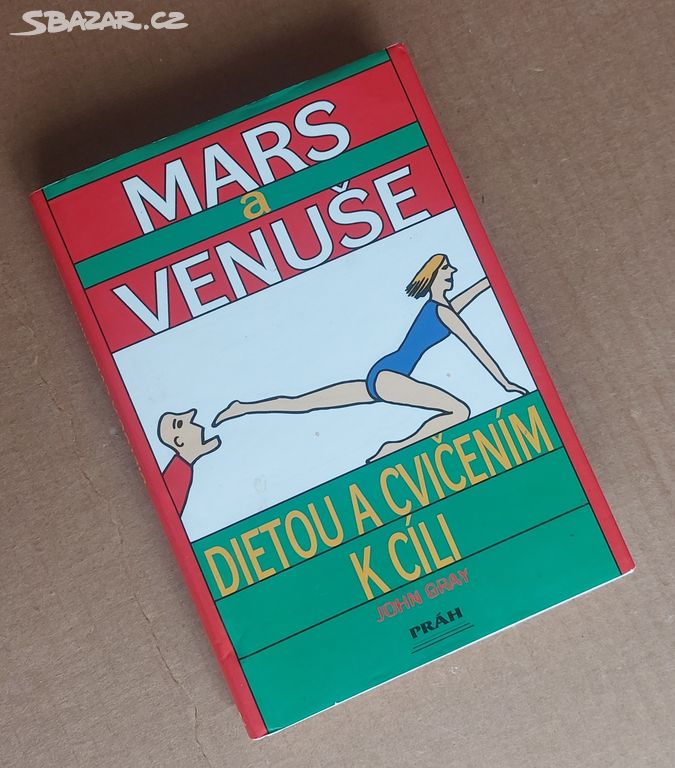 SBAZAR.CZ
MARS
a
VENUŠE
DIETOU A CVIČENÍM
K CÍLI
JOHN GRAY
PRÁH